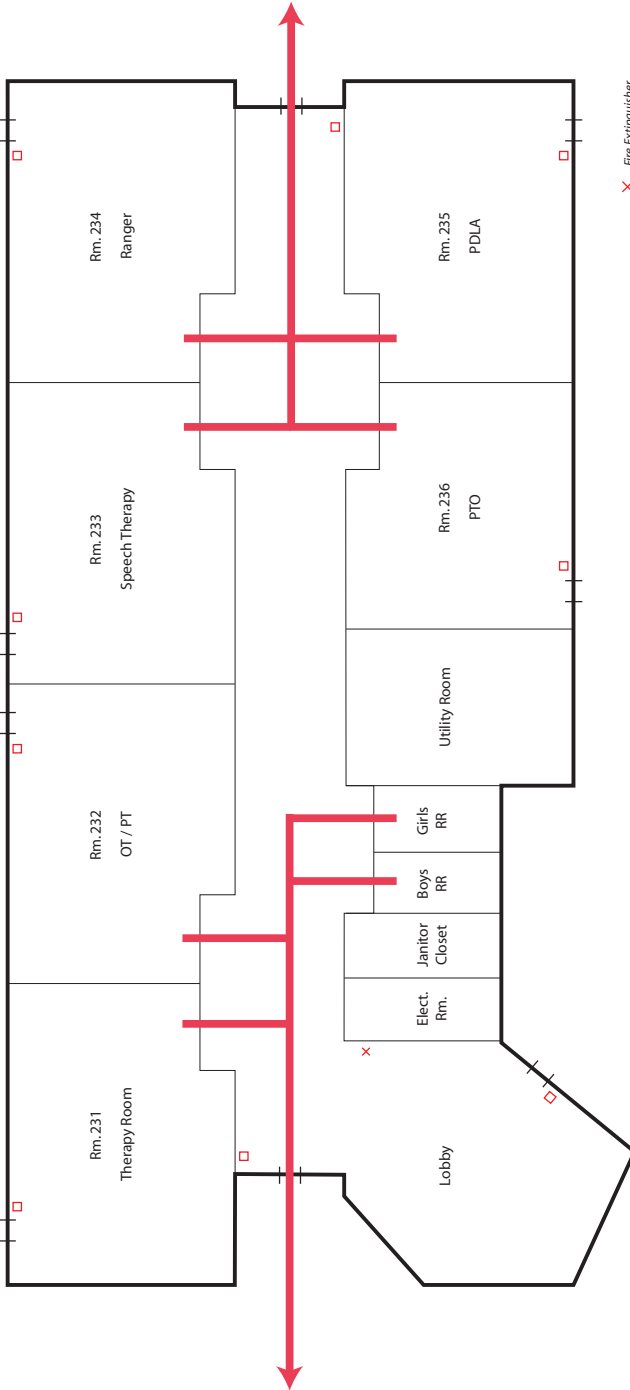 Rm. 231
Therapy Room
Rm. 232
OT / PT
Rm. 233
Speech Therapy
Rm. 234
Ranger
Lobby
Elect.
Rm.
Janitor
Closet
Boys
RR
Girls
RR
Utility Room
Rm. 236
PTO
Rm. 235
PDLA
Fire Extinguisher